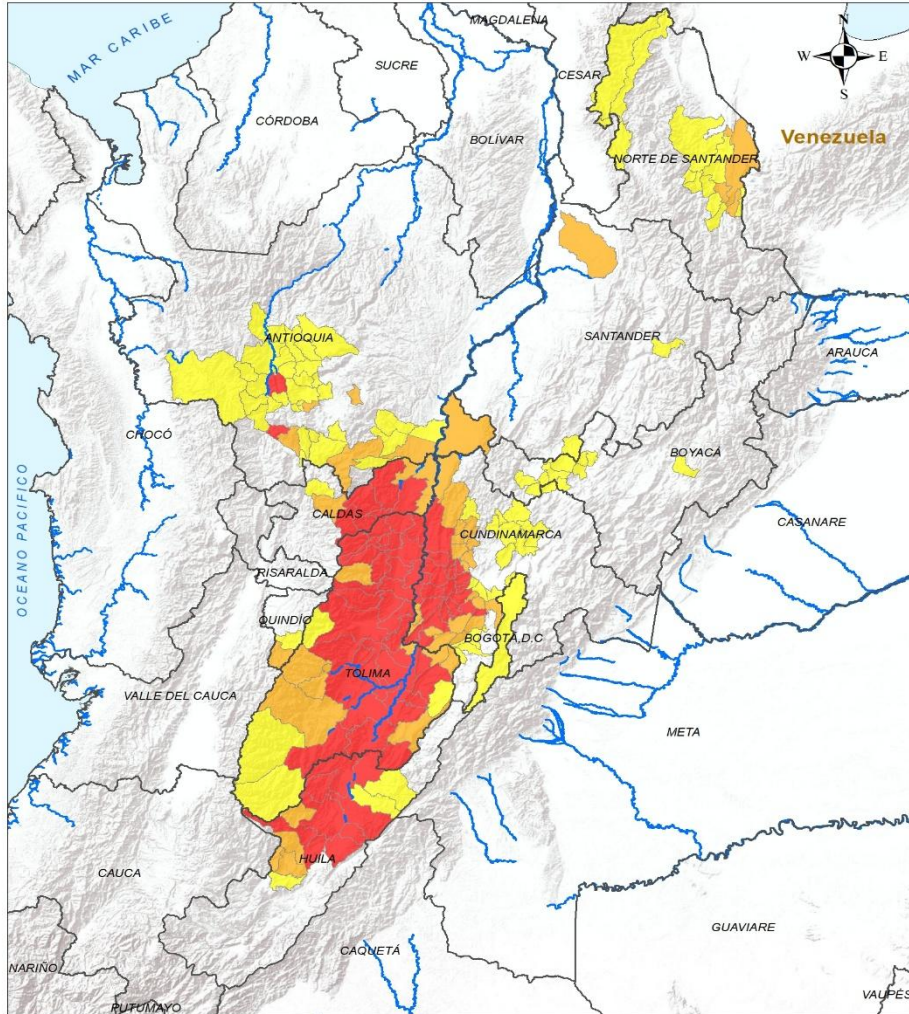 MAGDALENA
MAR CARIBE
SUCRE
CESAR
N
W E
S
CÓRDOBA
BOLÍVAR
Venezuela
NORTE DE SANTANDER
ANTIOQUIA
SANTANDER
ARAUCA
CHOCÓ
BOYACÁ
CALDAS
CUNDINAMARCA
CASANARE
OCEANO PACIFICO
RISARALDA
QUINDÍO
BOGOTÁ,D.C
TOLIMA
VALLE DEL CAUCA
META
HUILA
CAUCA
GUAVIARE
CAQUETÁ
NARIÑO
PUTUMAYO
VAUPÉS